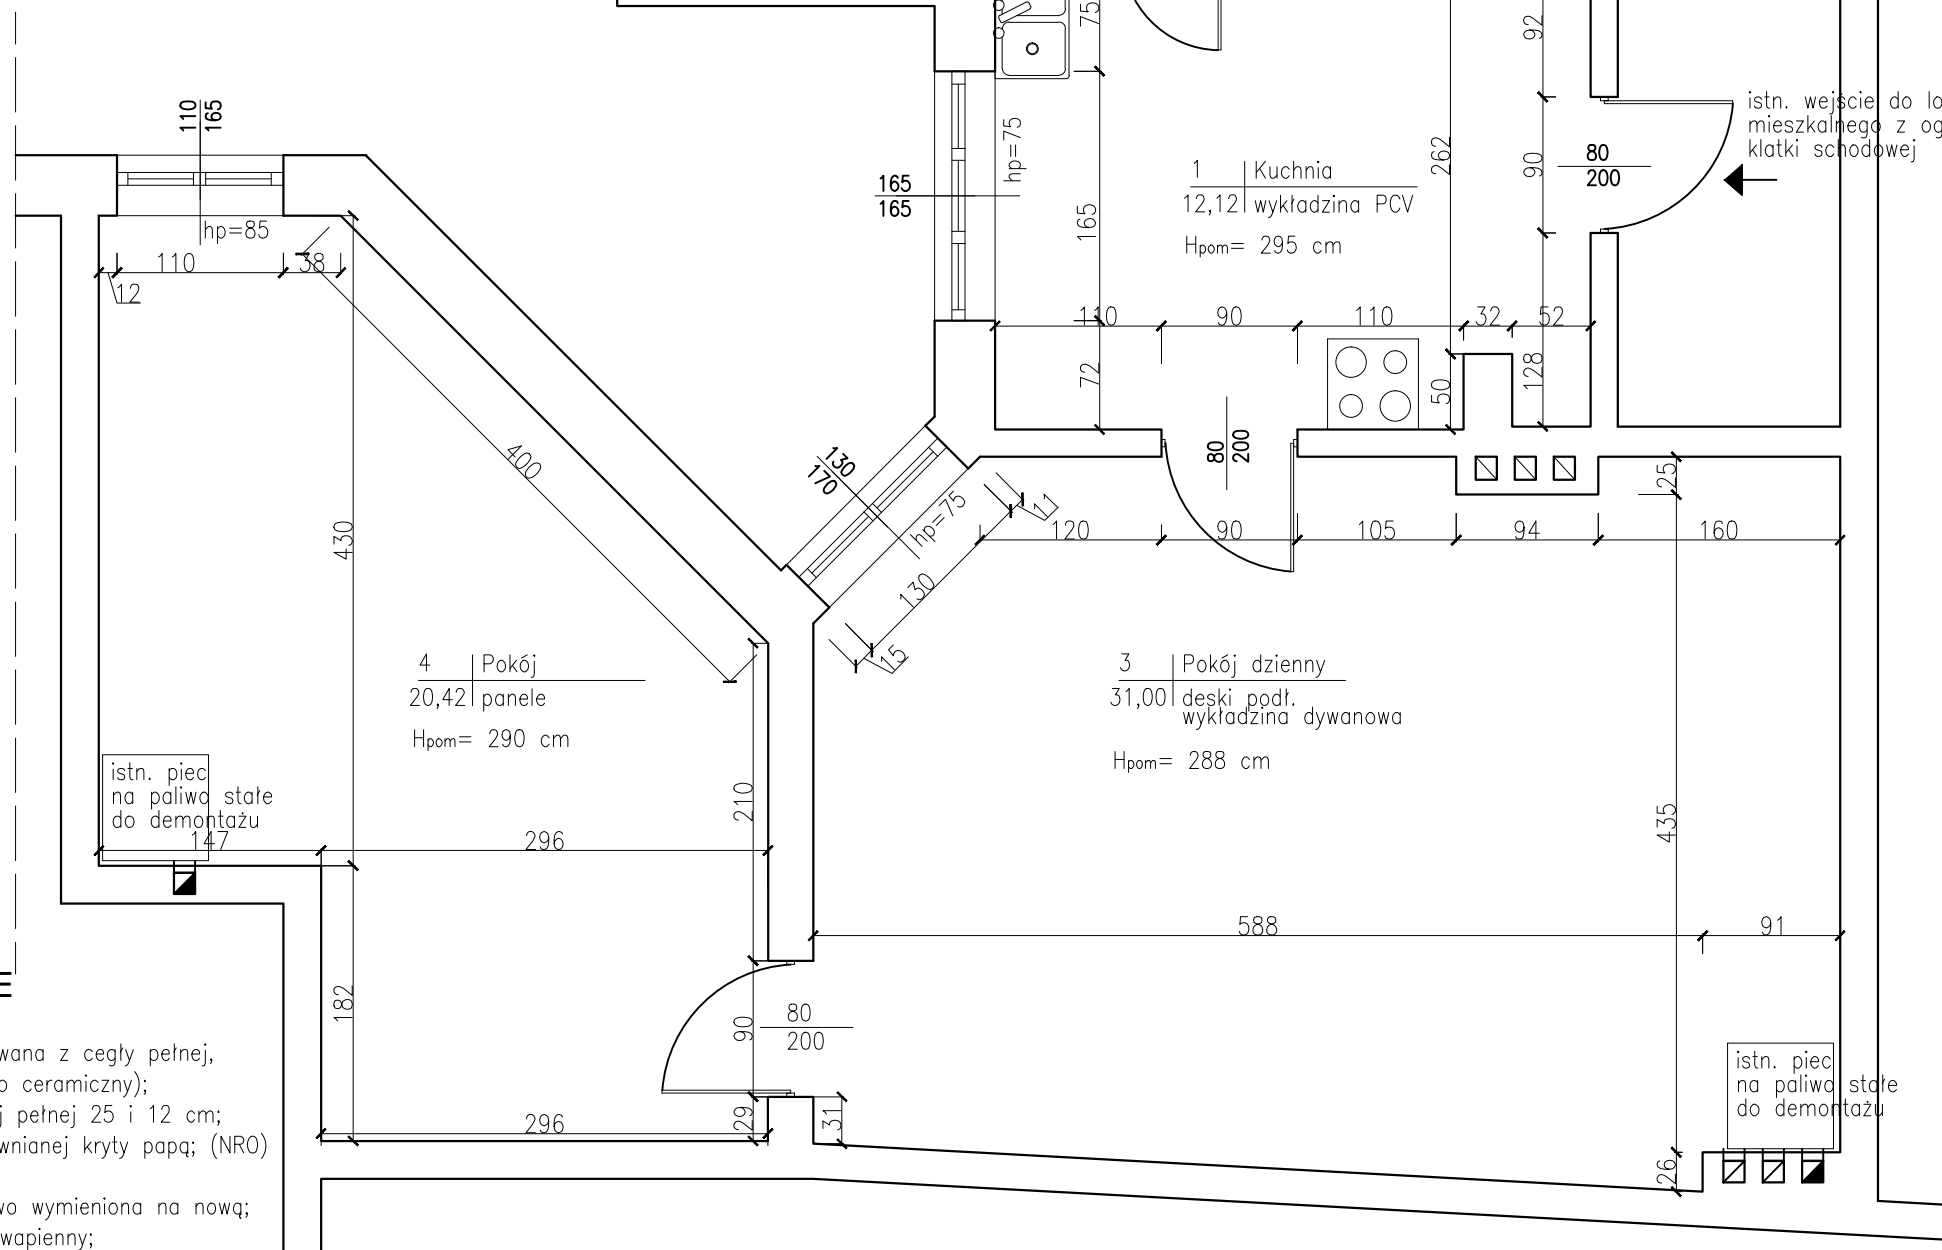 75
92
istn. wejście do lo
mieszkalnego z og
klatki schodowej
110
165
hp=75
262
90
80
200
1 Kuchnia
12,12 wykładzina PCV
Hpom= 295 cm
165
165
165
hp=85
110
38
12
110
90
110
32
52
72
50
128
400
130
170
hp=75
11
80
200
25
120
90
105
94
160
430
130
15
4 Pokój
20,42 panele
Hpom= 290 cm
3 Pokój dzienny
31,00 deski podł.
wykładzina dywanowa
Hpom= 288 cm
istn. piec
na paliwo stałe
do demontażu
147
296
210
435
588
91
182
90
80
200
E
wana z cegły pełnej,
o ceramiczny);
j pełnej 25 i 12 cm;
wnianej kryty papą; (NRO)
wo wymieniona na nową;
wapienny;
296
29
31
istn. piec
na paliwo stałe
do demontażu
26